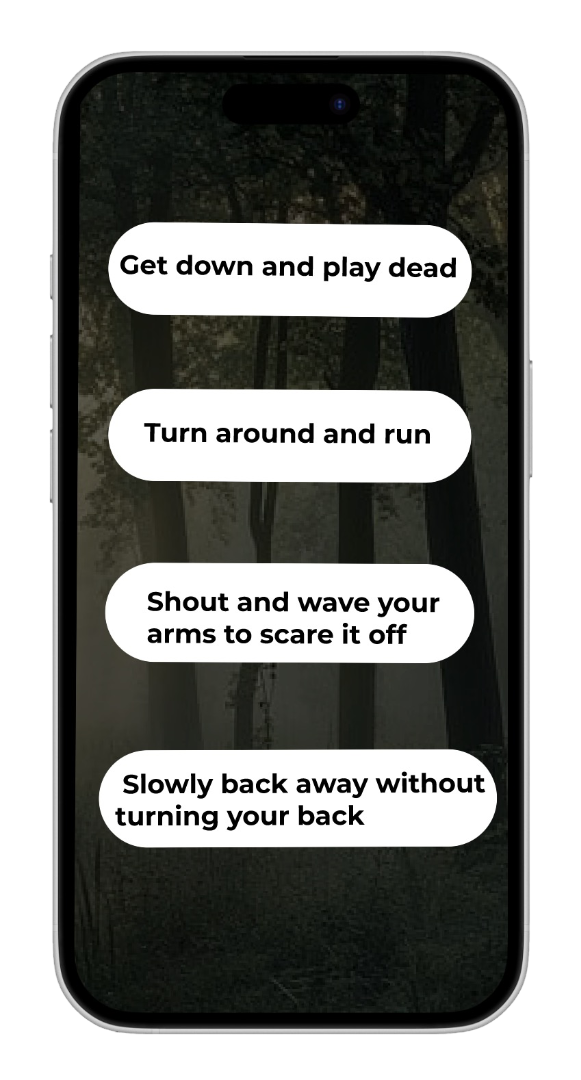 Get down and play dead
Turn around and run
Shout and wave your
arms to scare it off
Slowly back away without
turning your back